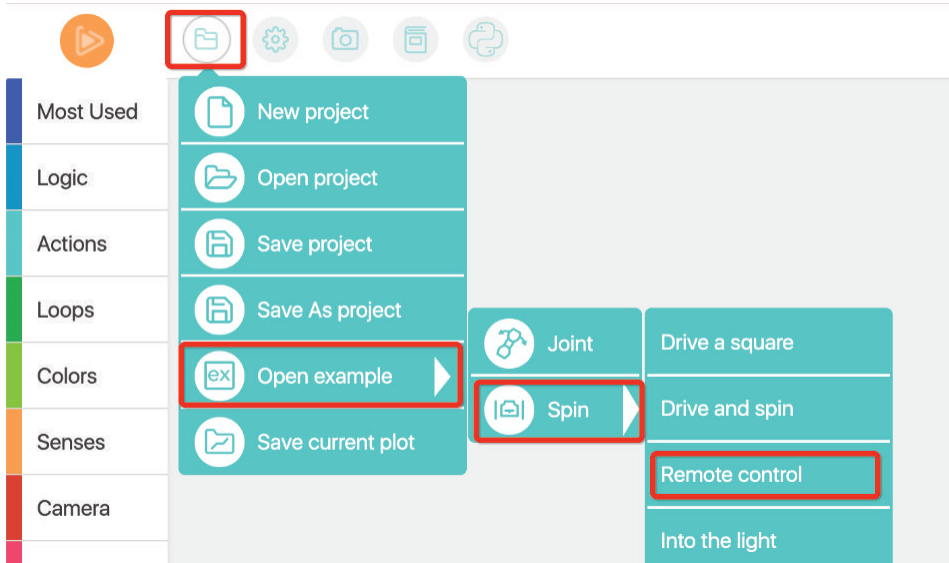 Most Used
Logic
Actions
Loops
Colors
Senses
Camera
New project
Open project
Save project
Save As project
ex
Open example
Save current plot
Joint
Spin
Drive a square
Drive and spin
Remote control
Into the light